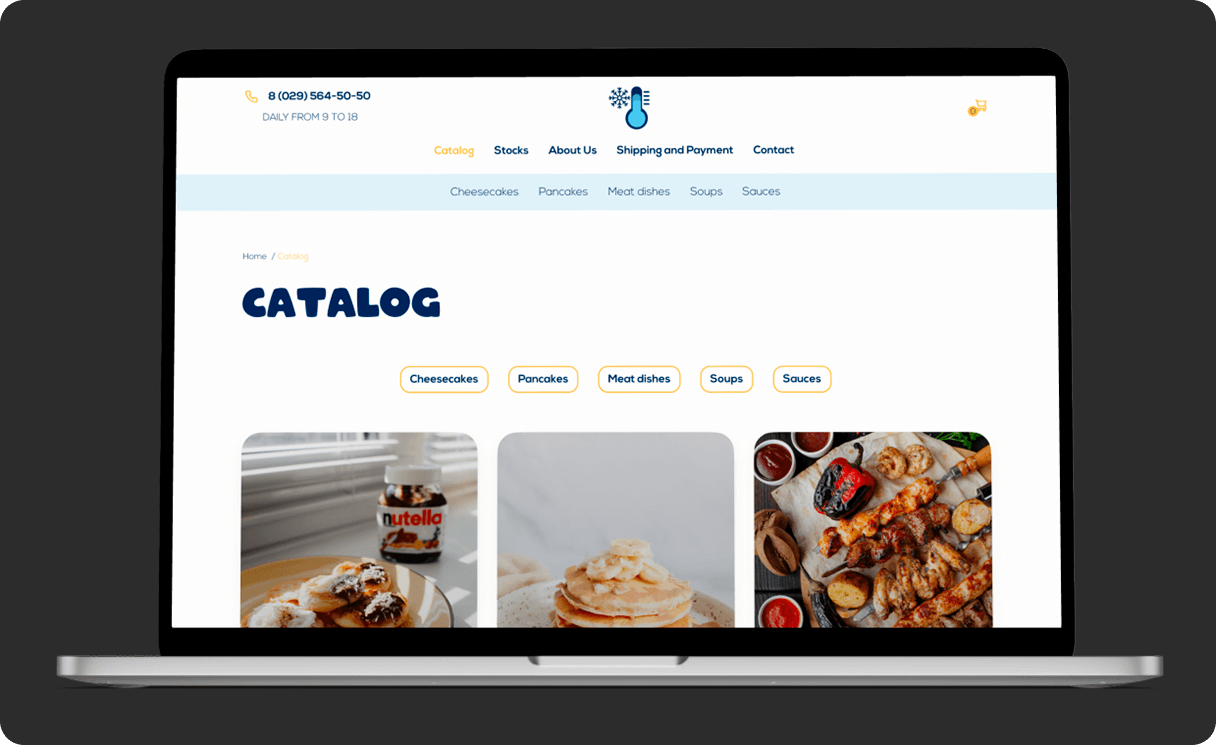 8 (029) 564-50-50
DAILY FROM 9 TO 18
Catalog Stocks About Us Shipping and Payment Contact
Cheesecakes Pancakes Meat dishes Soups Sauces
Home / Catalog
CATALOG
Cheesecakes Pancakes Meat dishes Soups Sauces
nutella